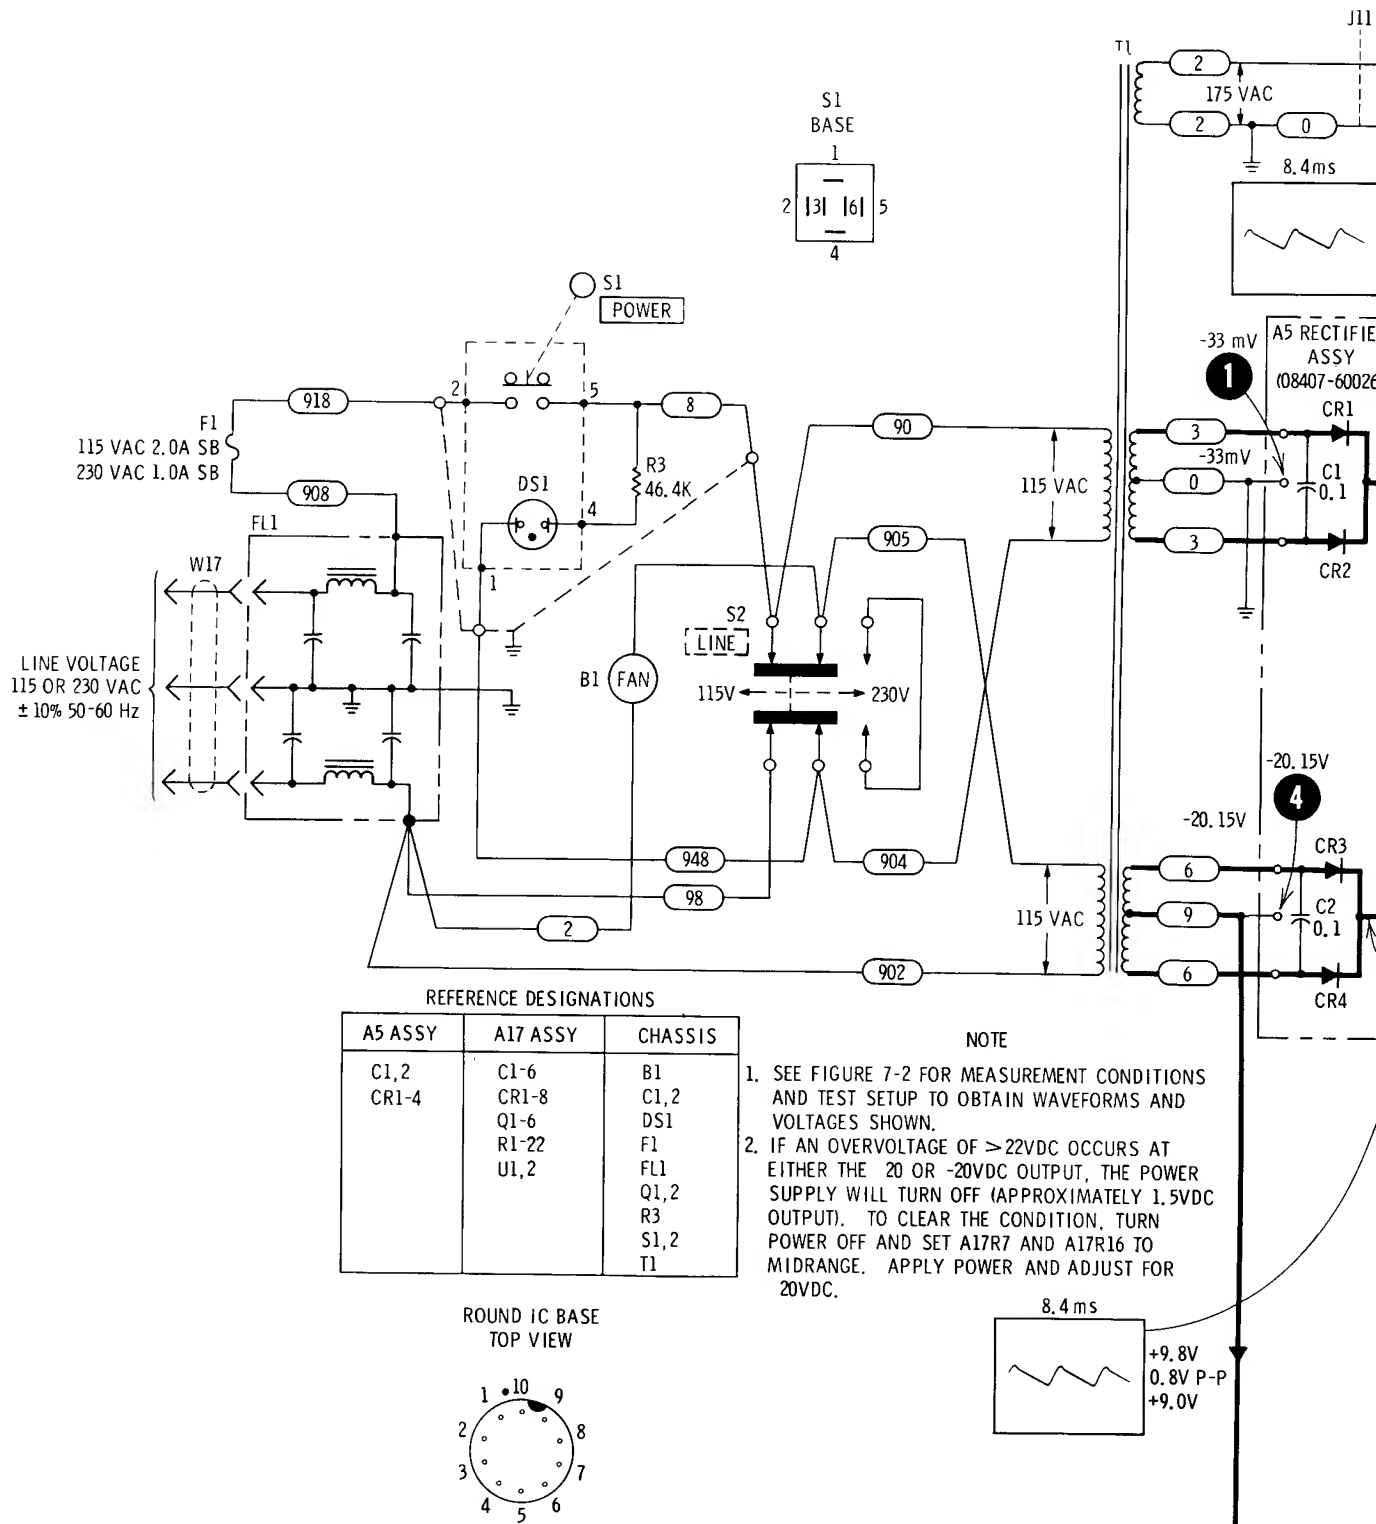 J11
T1
2
175 VAC
2
0
8.4ms
S1
BASE
1
2
3
6
5
4
S1
POWER
-33 mV
1
A5 RECTIFIE
ASSY
(08407-60026
CR1
918
2
5
8
90
3
F1
115 VAC 2.0A SB
230 VAC 1.0A SB
R3
46.4K
-33mV
0
115 VAC
C1
0.1
908
DS1
4
FL1
905
3
CR2
W17
1
S2
LINE
LINE VOLTAGE
115 OR 230 VAC
± 10% 50-60 Hz
B1
FAN
115V
230V
-20.15V
4
-20.15V
948
904
CR3
6
98
115 VAC
9
C2
0.1
2
902
6
CR4
REFERENCE DESIGNATIONS
A5 ASSY A17 ASSY CHASSIS
C1,2 C1-6 B1
CR1-4 CR1-8 C1,2
Q1-6 DS1
R1-22 F1
U1,2 FL1
Q1,2
R3
S1,2
T1
NOTE
1. SEE FIGURE 7-2 FOR MEASUREMENT CONDITIONS
AND TEST SETUP TO OBTAIN WAVEFORMS AND
VOLTAGES SHOWN.
2. IF AN OVERVOLTAGE OF >22VDC OCCURS AT
EITHER THE 20 OR -20VDC OUTPUT, THE POWER
SUPPLY WILL TURN OFF (APPROXIMATELY 1.5VDC
OUTPUT). TO CLEAR THE CONDITION, TURN
POWER OFF AND SET A17R7 AND A17R16 TO
MIDRANGE. APPLY POWER AND ADJUST FOR
20VDC.
8.4ms
+9.8V
0.8V P-P
+9.0V
ROUND IC BASE
TOP VIEW
1
10
9
2
8
3
7
4
6
5